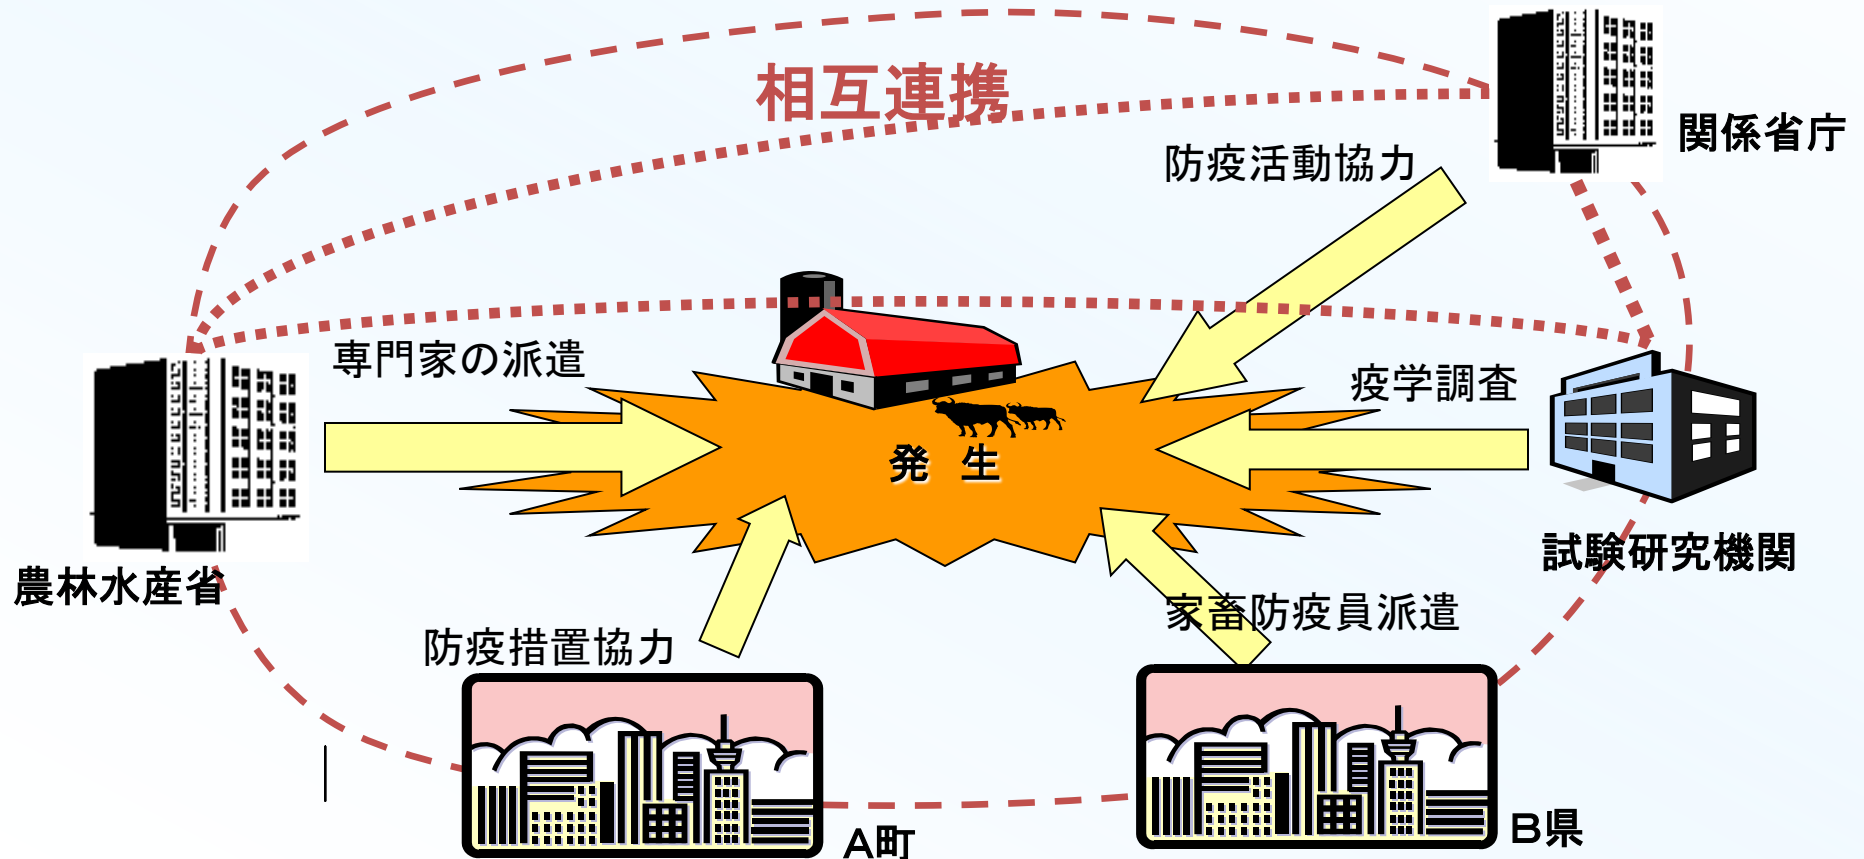 相互連携
関係省庁
防疫活動協力
専門家の派遣
疫学調査
発 生
試験研究機関
農林水産省
家畜防疫員派遣
防疫措置協力
A町
B県